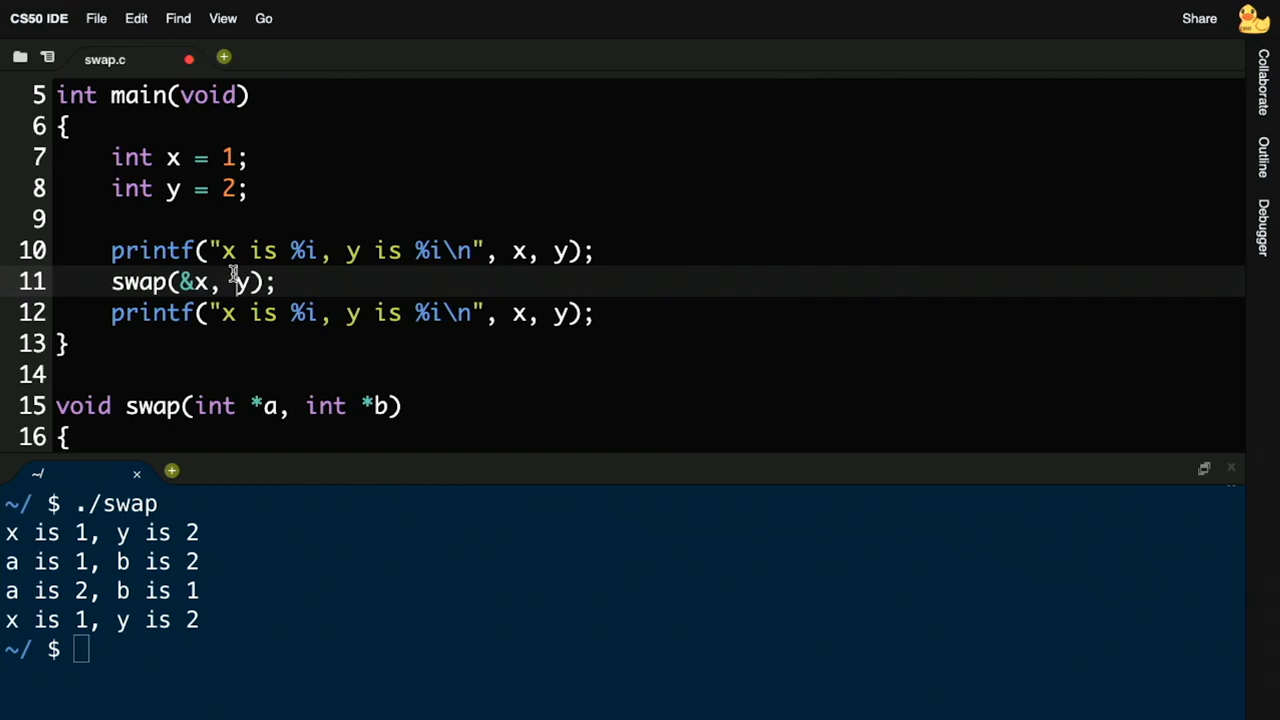 CS50 IDE File Edit Find View Go Share
swap.c
Collaborate
Outline
Debugger
5 int main(void)
6 {
7 int x = 1;
8 int y = 2;
9
10 printf("x is %i, y is %i\n", x, y);
11 swap(&x, y);
12 printf("x is %i, y is %i\n", x, y);
13 }
14
15 void swap(int *a, int *b)
16 {
~/
~/ $ ./swap
x is 1, y is 2
a is 1, b is 2
a is 2, b is 1
x is 1, y is 2
~/ $